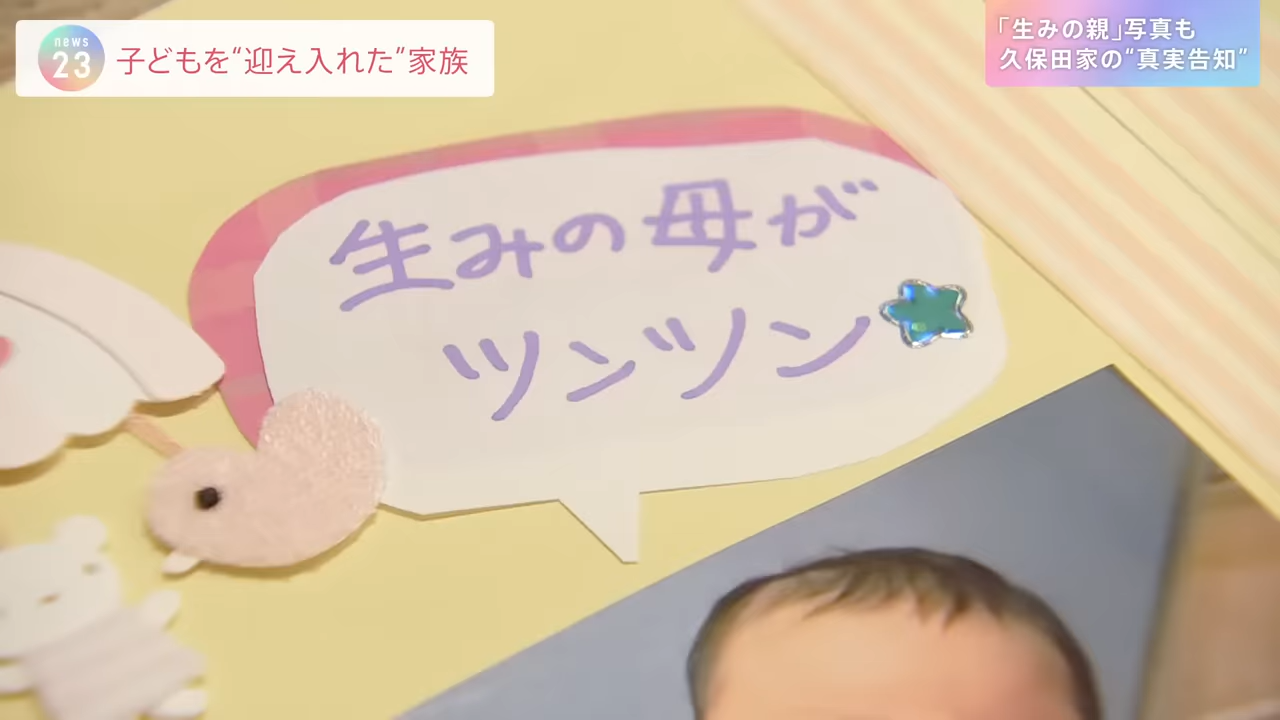 news
23
子どもを“迎え入れた“家族
「生みの親」写真も
久保田家の“真実告知”
生みの母が
ツンツン